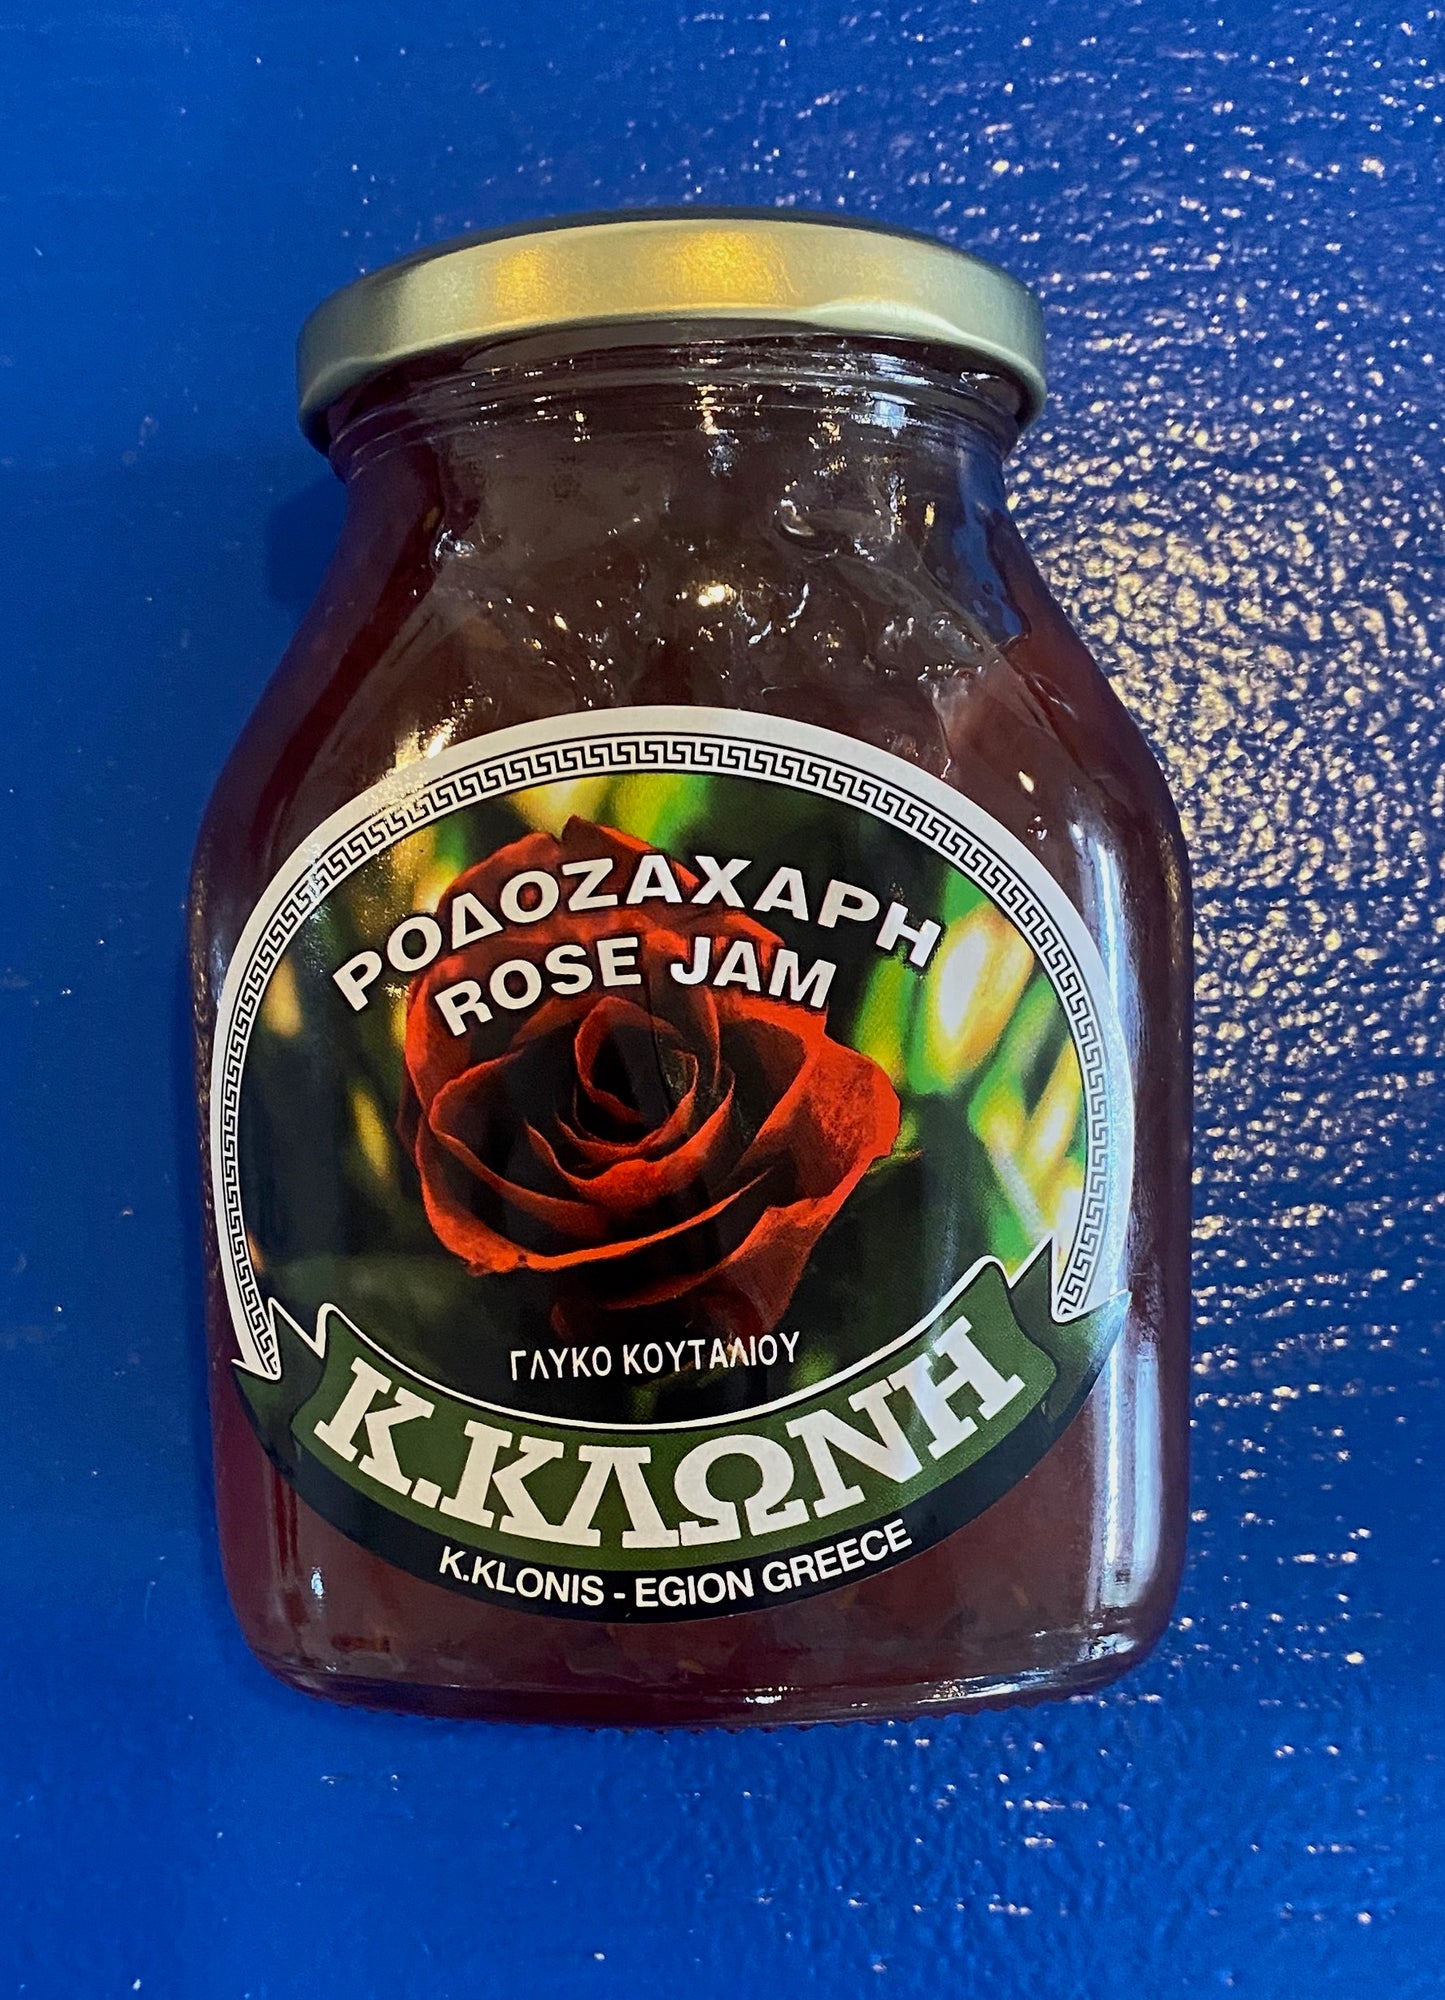 ΡΟΔΟΖΑΧΑΡΗ
ROSE JAM
ΓΛΥΚΟ ΚΟΥΤΑΛΙΟΥ
Κ.ΚΛΩΝΗ
K.KLONIS - EGION GREECE